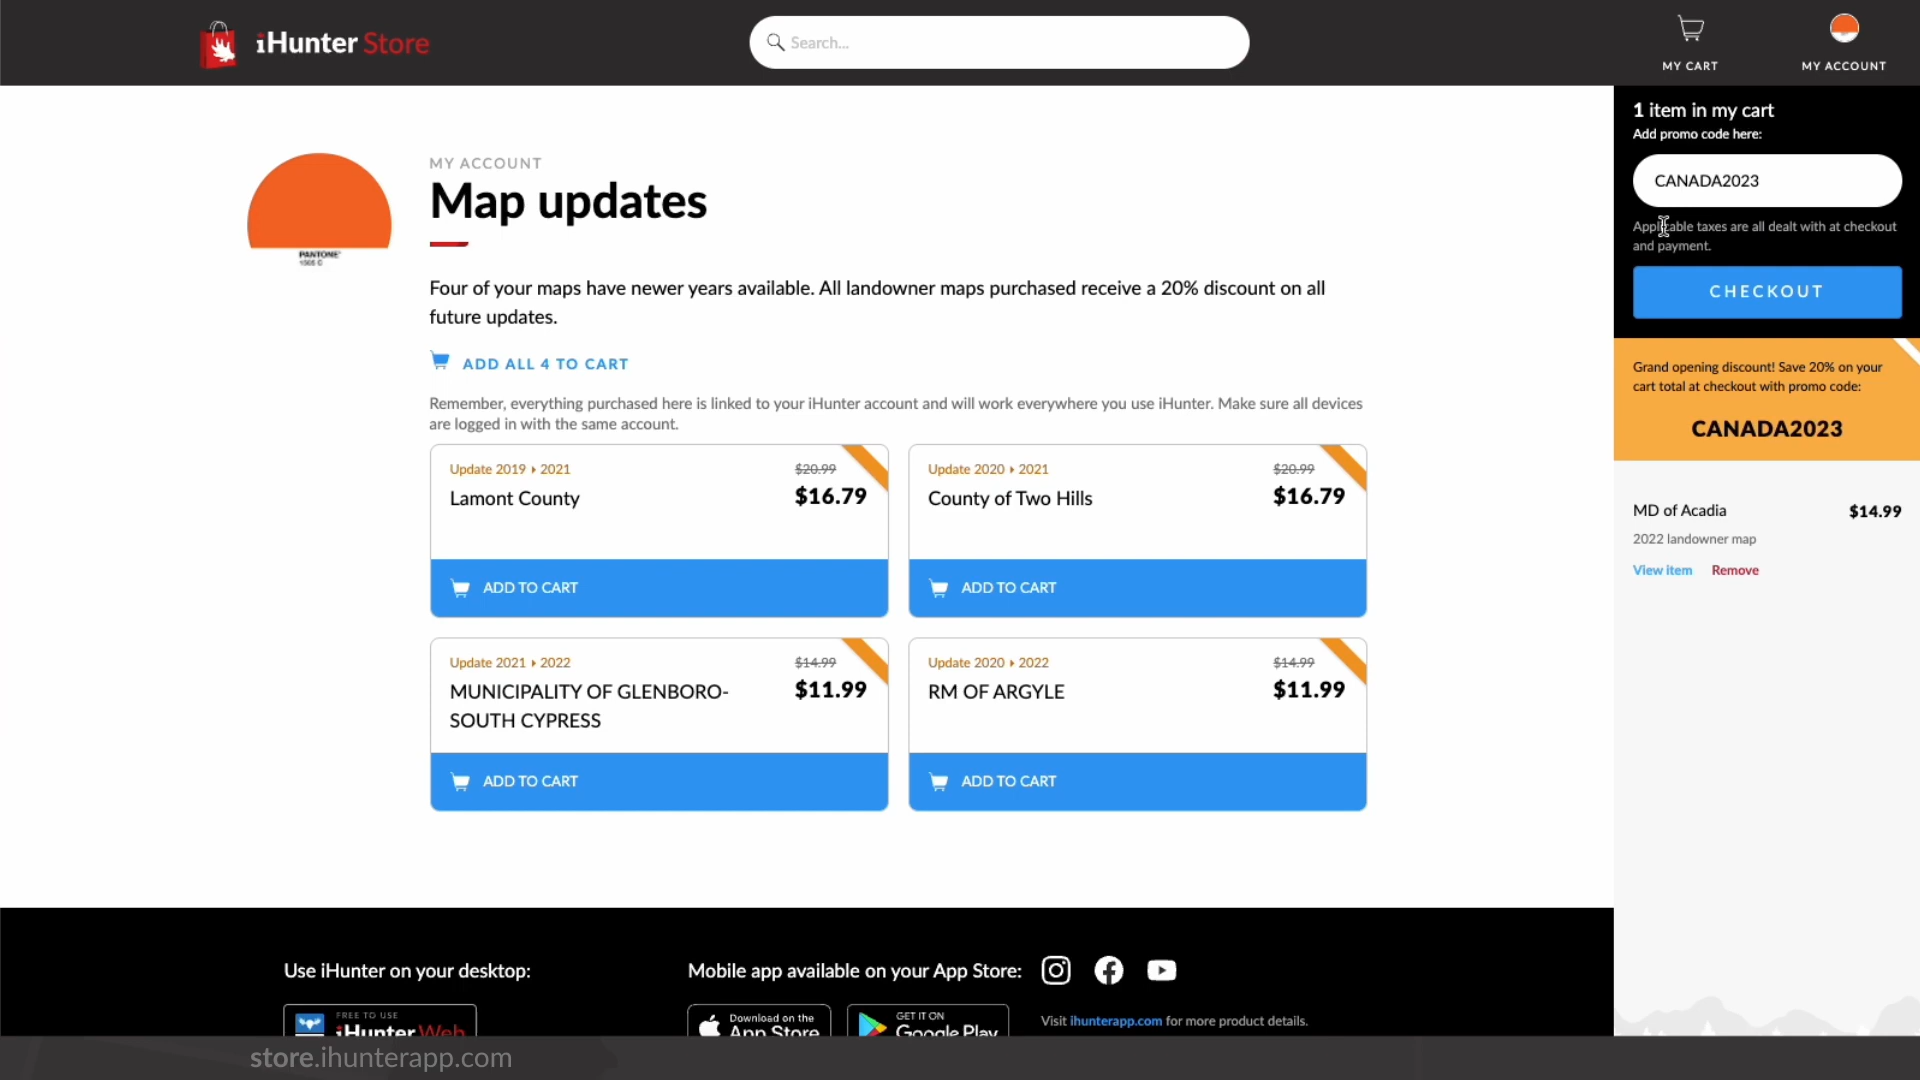 iHunter Store
Search...
MY CART
MY ACCOUNT
1 item in my cart
Add promo code here:
CANADA2023
Applicable taxes are all dealt with at checkout
and payment.
CHECKOUT
Grand opening discount! Save 20% on your
cart total at checkout with promo code:
CANADA2023
MD of Acadia
$14.99
2022 landowner map
View item
Remove
PANTONE®
MY ACCOUNT
Map updates
Four of your maps have newer years available. All landowner maps purchased receive a 20% discount on all
future updates.
ADD ALL 4 TO CART
Remember, everything purchased here is linked to your iHunter account and will work everywhere you use iHunter. Make sure all devices
are logged in with the same account.
Update 2019 ▸ 2021
$20.99
Lamont County
$16.79
ADD TO CART
Update 2020 ▸ 2021
$20.99
County of Two Hills
$16.79
ADD TO CART
Update 2021 ▸ 2022
$14.99
MUNICIPALITY OF GLENBORO-
SOUTH CYPRESS
$11.99
ADD TO CART
Update 2020 ▸ 2022
$14.99
RM OF ARGYLE
$11.99
ADD TO CART
Use iHunter on your desktop:
FREE TO USE
iHunter Web
Mobile app available on your App Store:
Download on the
App Store
GET IT ON
Google Play
Visit ihunterapp.com for more product details.
store.ihunterapp.com